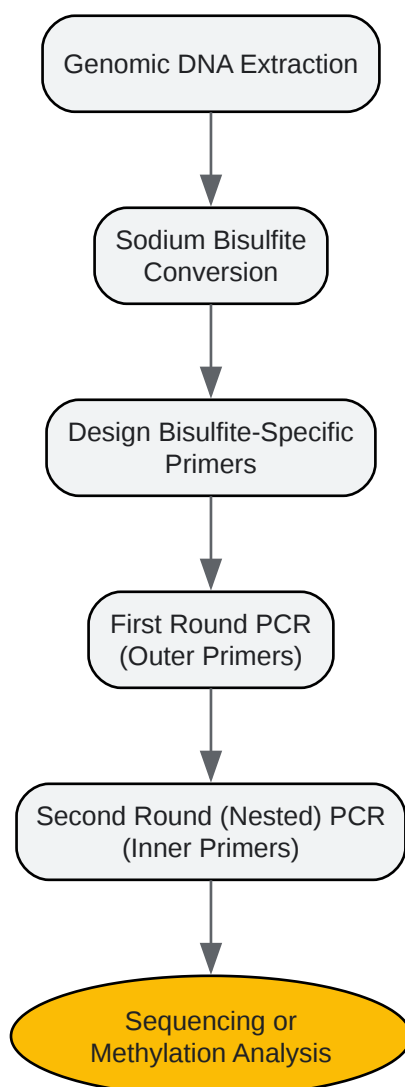 Genomic DNA Extraction
Sodium Bisulfite
Conversion
Design Bisulfite-Specific
Primers
First Round PCR
(Outer Primers)
Second Round (Nested) PCR
(Inner Primers)
Sequencing or
Methylation Analysis